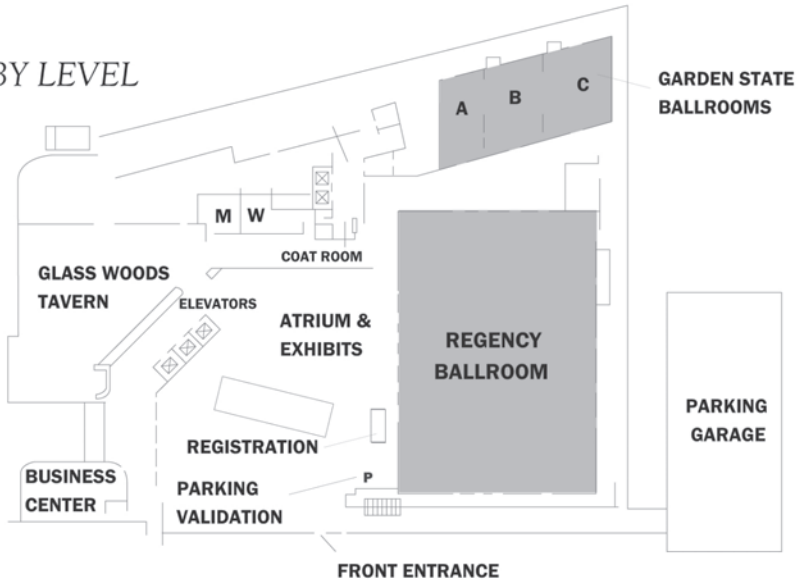 BY LEVEL
GARDEN STATE
BALLROOMS
A
B
C
M
W
COAT ROOM
GLASS WOODS
TAVERN
ELEVATORS
ATRIUM &
EXHIBITS
REGENCY
BALLROOM
PARKING
GARAGE
REGISTRATION
P
PARKING
VALIDATION
BUSINESS
CENTER
FRONT ENTRANCE